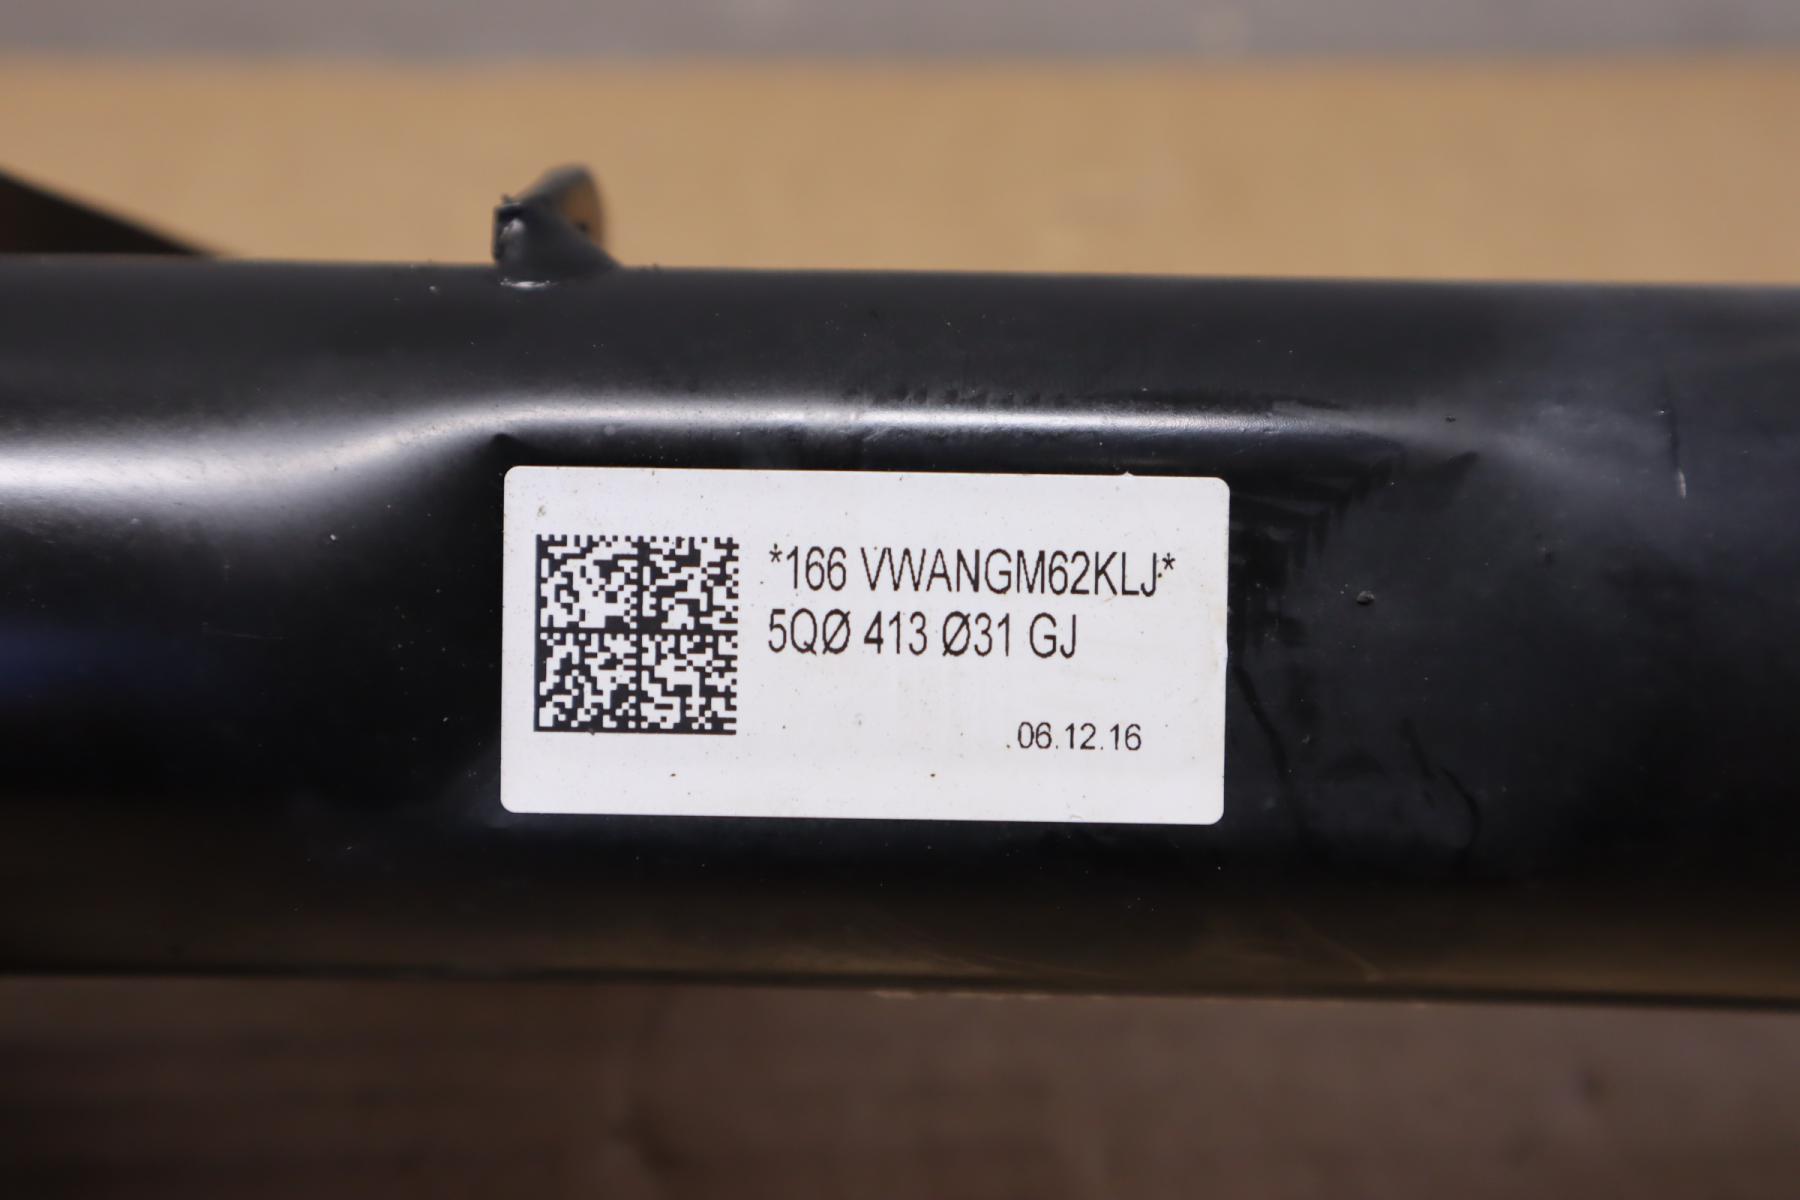 *166 VWANGM62KLJ*
5QØ 413 Ø31 GJ
06.12.16